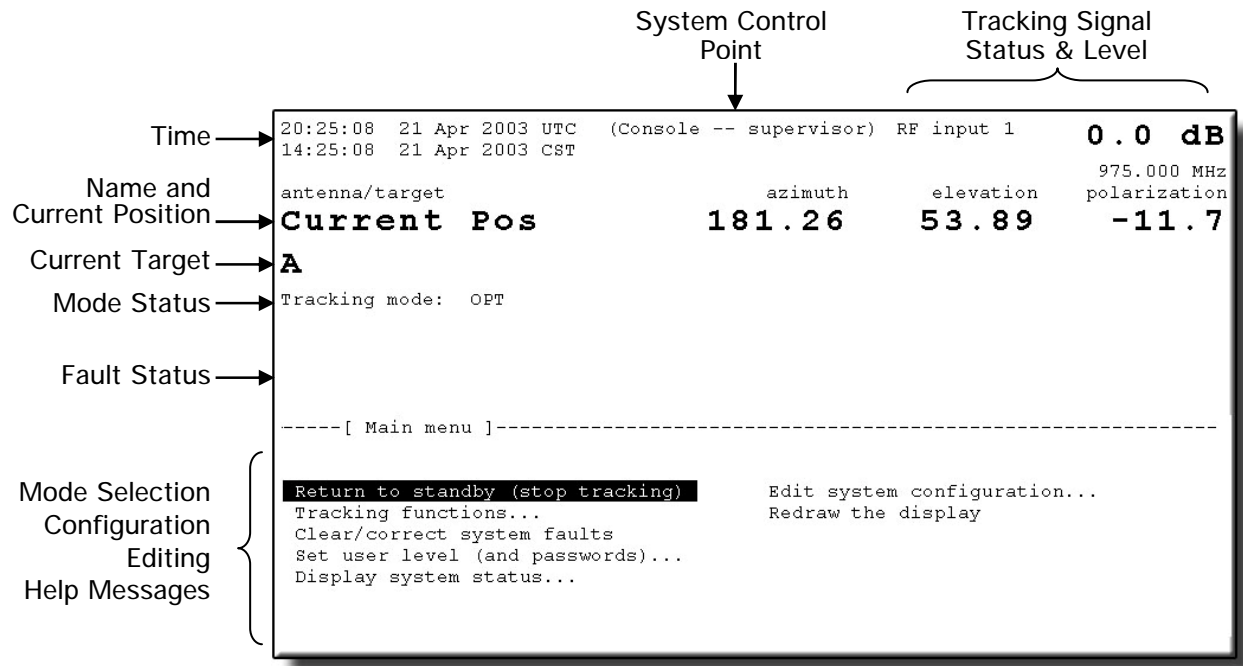 System Control
Point
Tracking Signal
Status & Level
Time
20:25:08 21 Apr 2003 UTC (Console -- supervisor) RF input 1 0.0 dB
14:25:08 21 Apr 2003 CST
975.000 MHz
Name and
Current Position
antenna/target azimuth elevation polarization
Current Pos 181.26 53.89 -11.7
Current Target
A
Mode Status
Tracking mode: OPT
Fault Status
-----[ Main menu ]-------------------------------------------------------------
Mode Selection
Configuration
Editing
Help Messages
Return to standby (stop tracking) Edit system configuration...
Tracking functions... Redraw the display
Clear/correct system faults
Set user level (and passwords)...
Display system status...